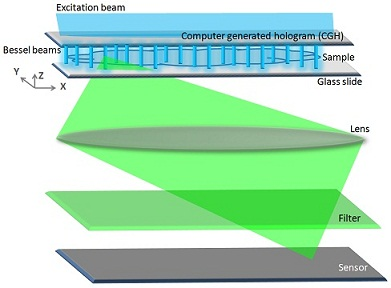 Excitation beam
Computer generated hologram (CGH)
Bessel beams
Sample
Y
Z
X
Glass slide
Lens
Filter
Sensor